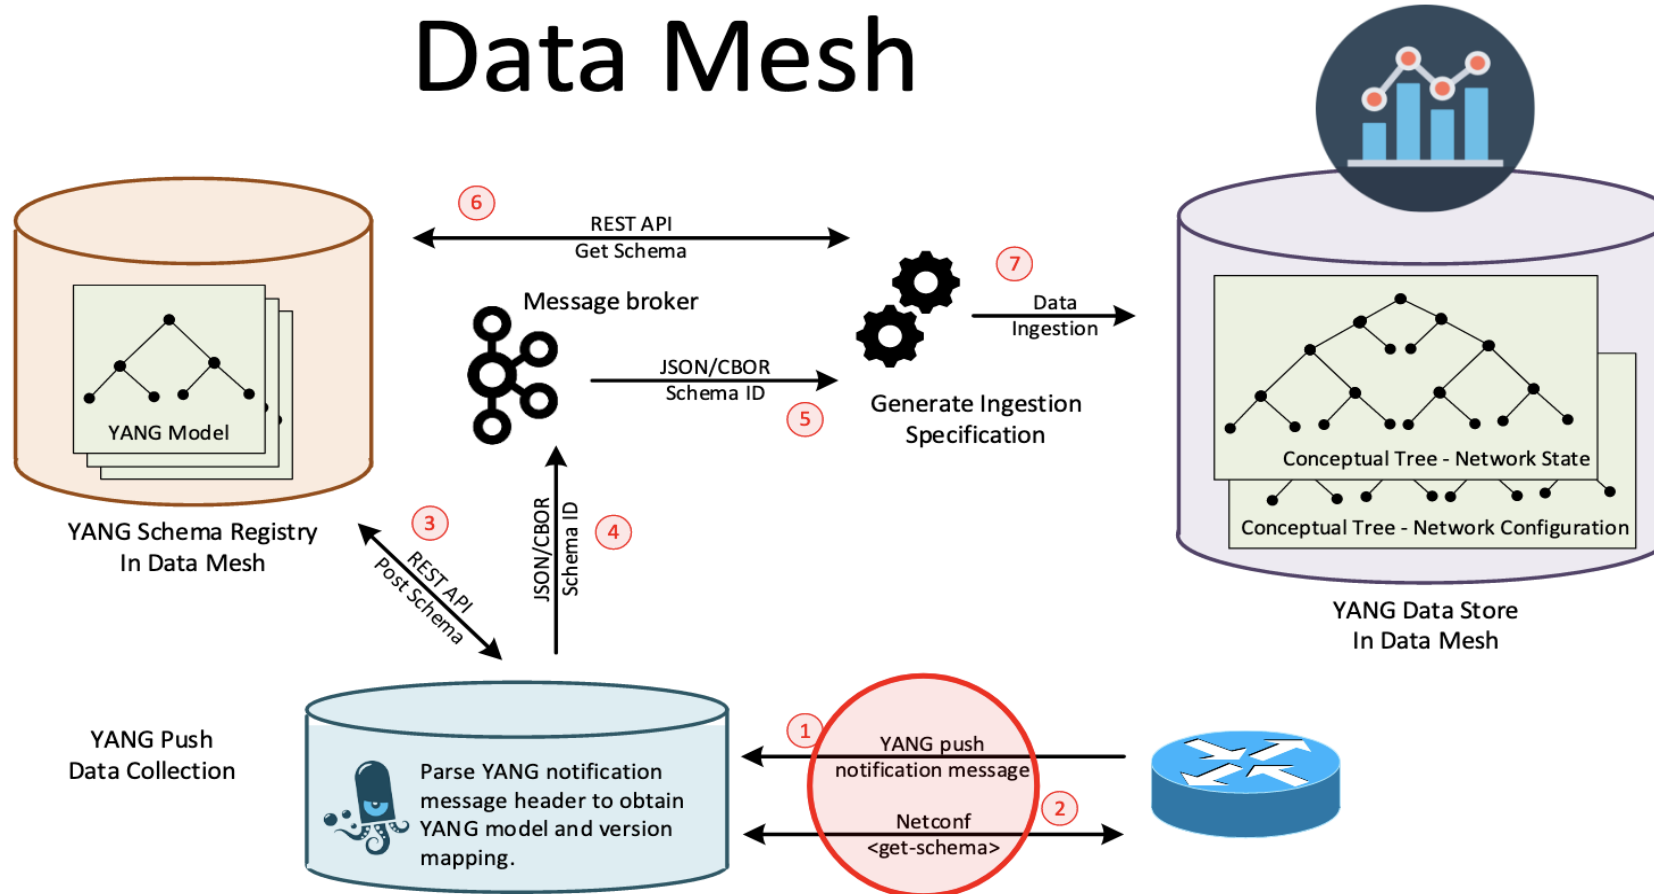 Data Mesh
6
REST API
Get Schema
7
Data
Ingestion
Message broker
JSON/CBOR
Schema ID
5
Generate Ingestion
Specification
YANG Model
YANG Schema Registry
In Data Mesh
Conceptual Tree - Network State
Conceptual Tree - Network Configuration
YANG Data Store
In Data Mesh
3
REST API
Post Schema
JSON/CBOR
Schema ID
4
YANG Push
Data Collection
Parse YANG notification
message header to obtain
YANG model and version
mapping.
1
YANG push
notification message
2
Netconf
<get-schema>